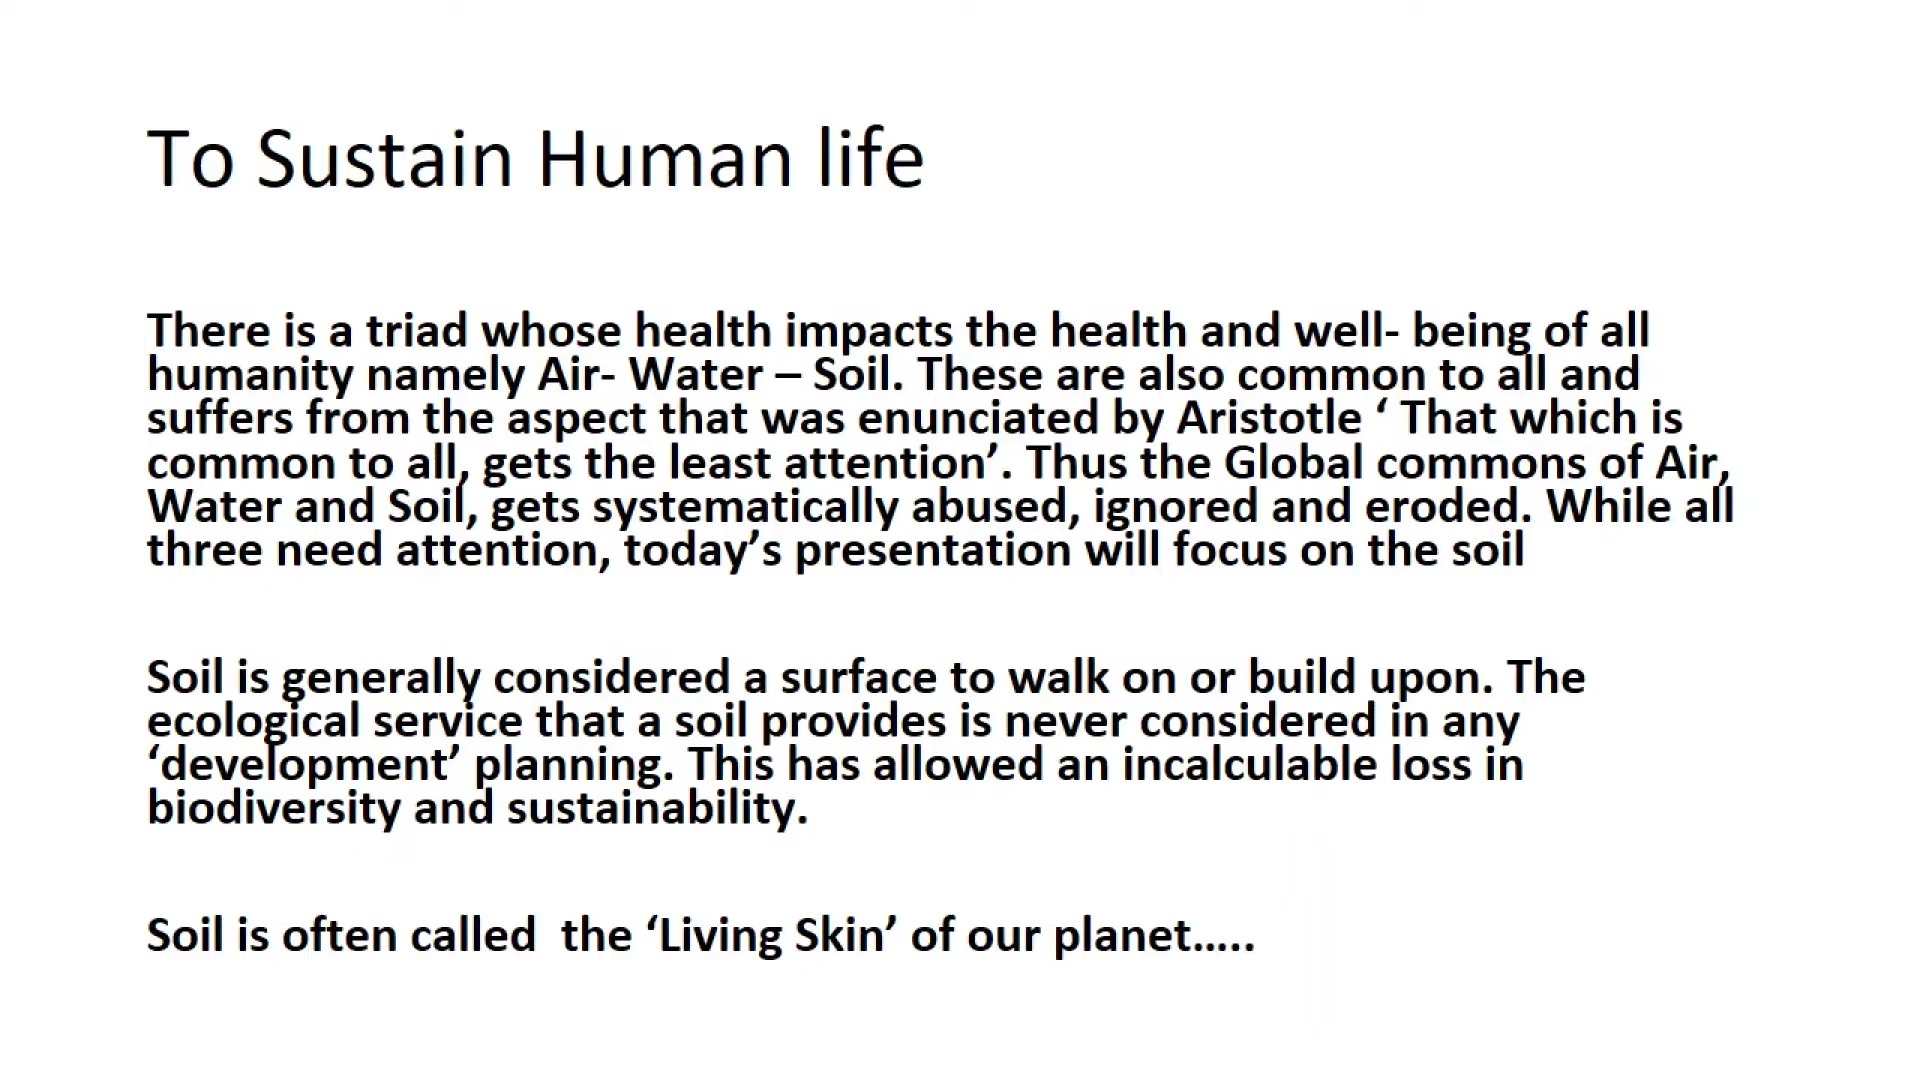 To Sustain Human life
There is a triad whose health impacts the health and well- being of all
humanity namely Air- Water – Soil. These are also common to all and
suffers from the aspect that was enunciated by Aristotle ‘ That which is
common to all, gets the least attention’. Thus the Global commons of Air,
Water and Soil, gets systematically abused, ignored and eroded. While all
three need attention, today’s presentation will focus on the soil
Soil is generally considered a surface to walk on or build upon. The
ecological service that a soil provides is never considered in any
‘development’ planning. This has allowed an incalculable loss in
biodiversity and sustainability.
Soil is often called  the ‘Living Skin’ of our planet…..